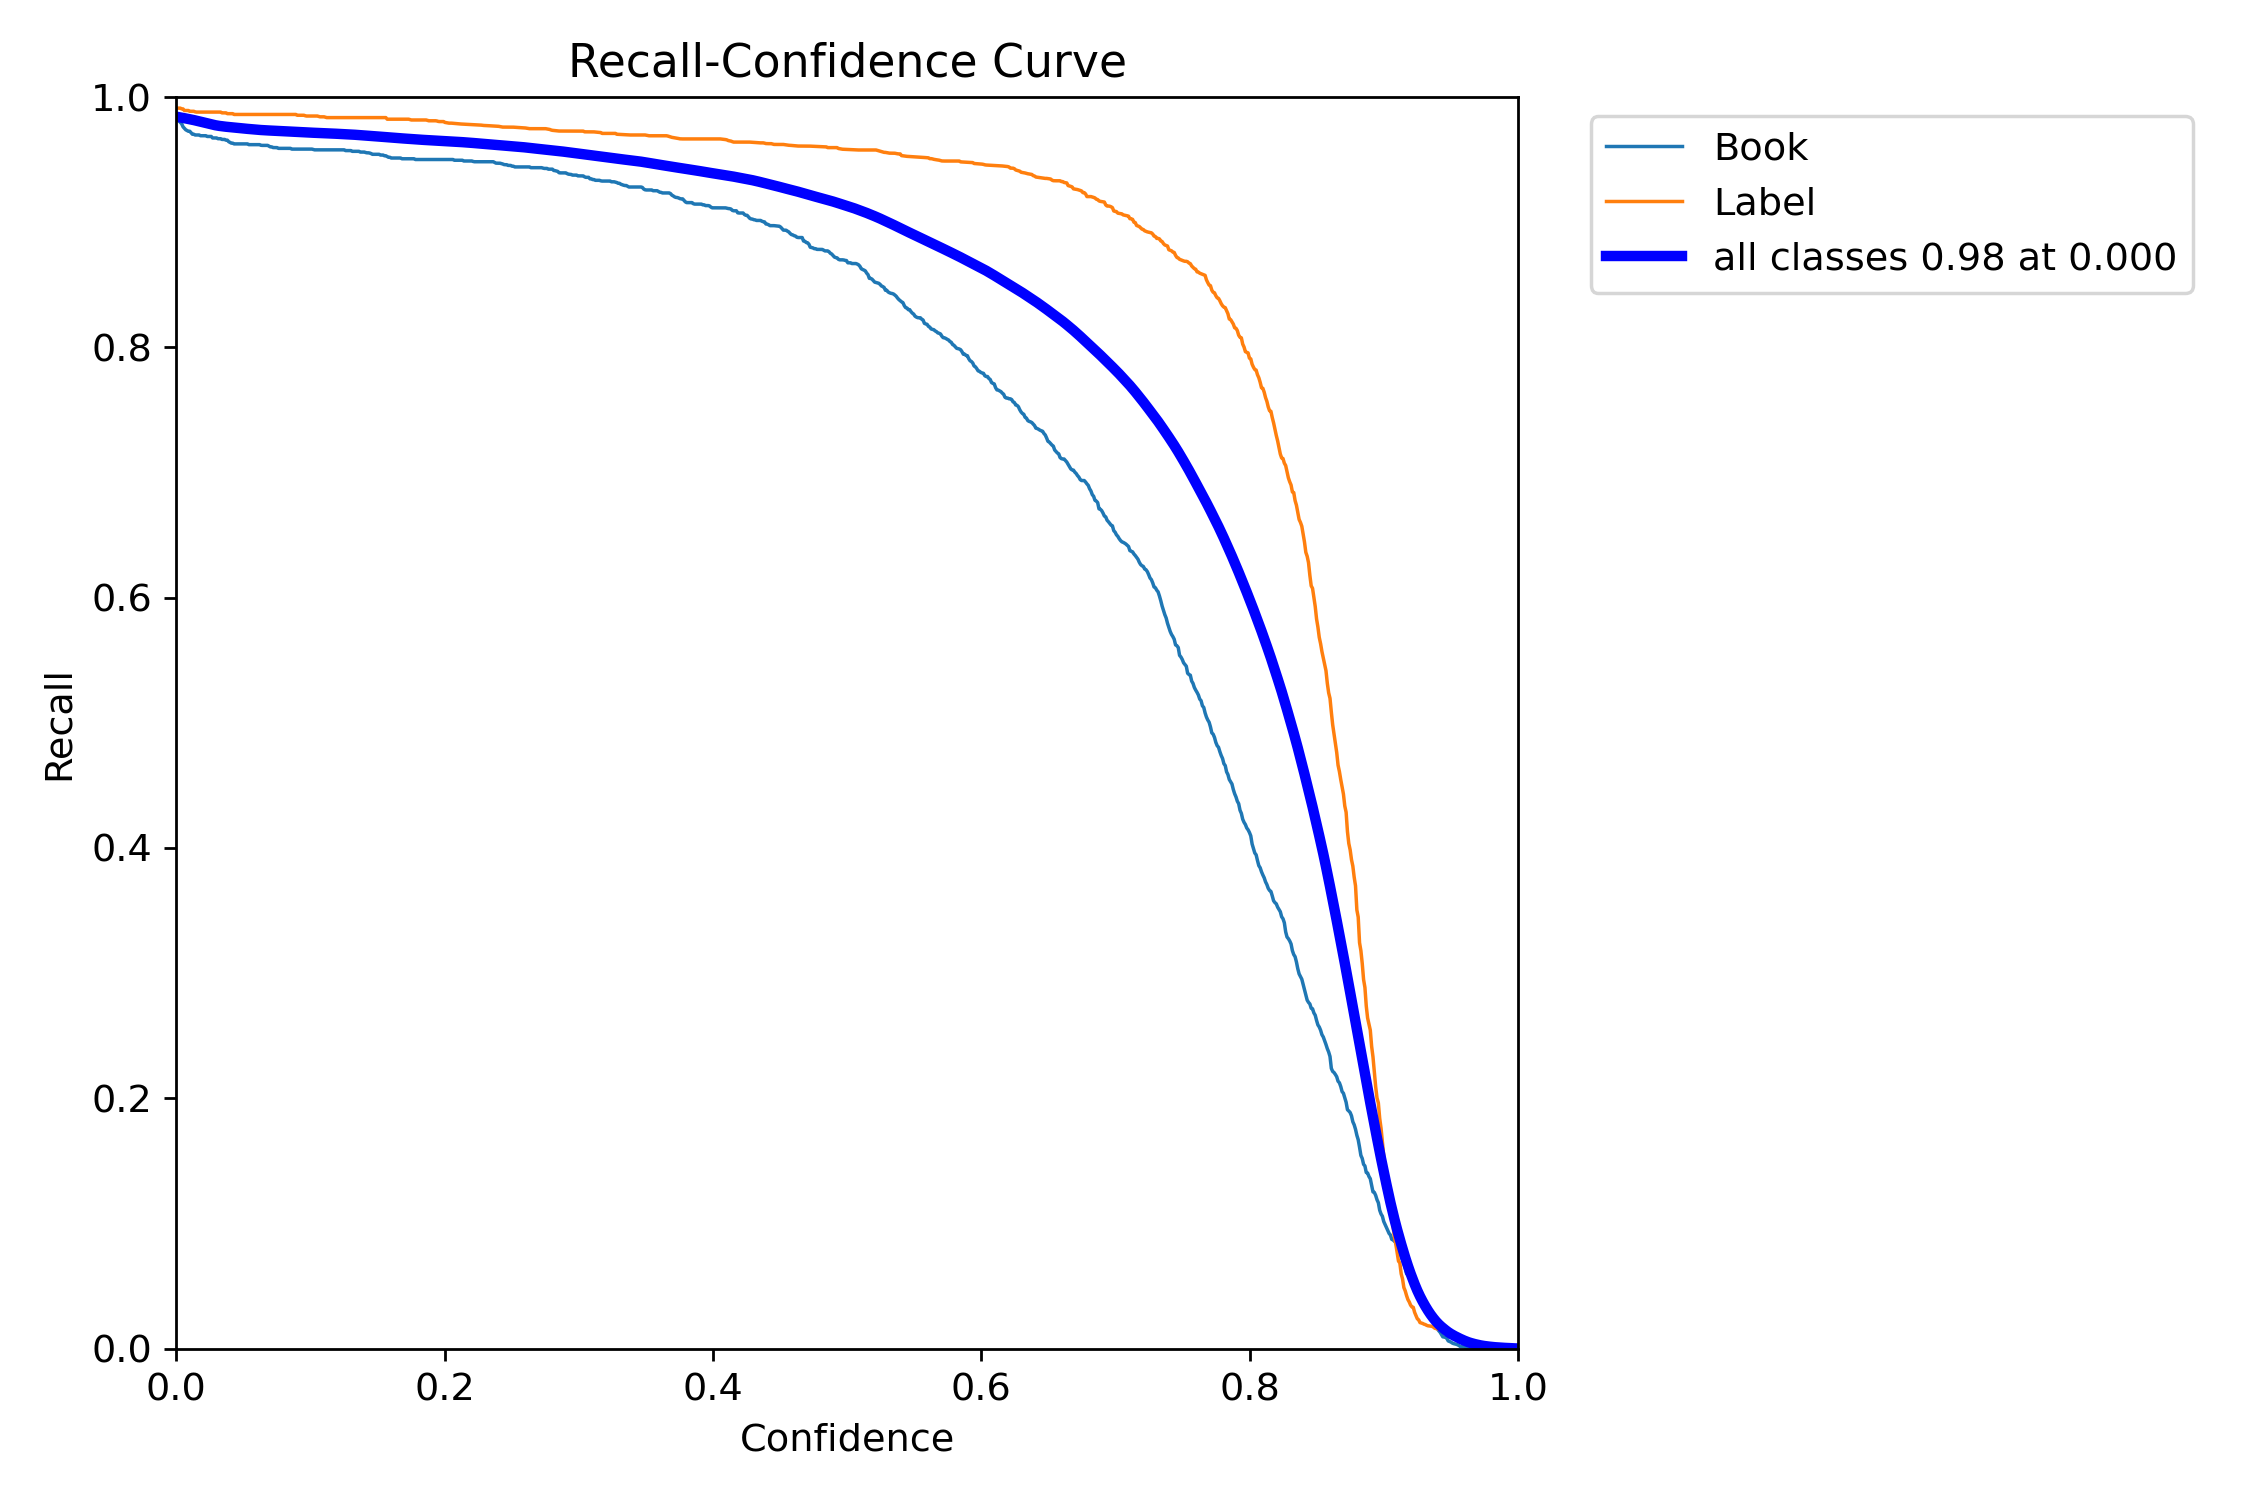 Recall-Confidence Curve
1.0
0.8
0.6
0.4
0.2
0.0
Recall
0.0 0.2 0.4 0.6 0.8 1.0
Confidence
Book
Label
all classes 0.98 at 0.000